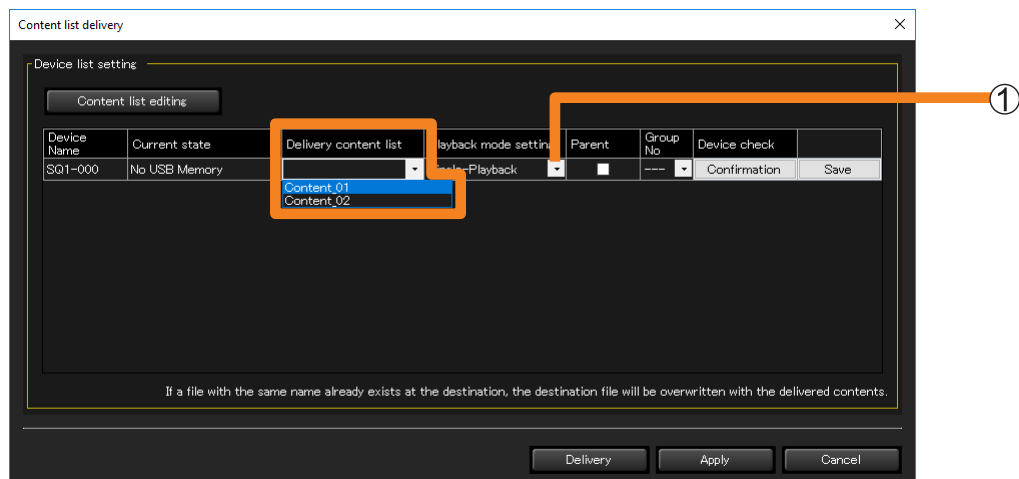 Content list delivery
①
Device list setting
Content list editing
Device Name
Current state
Delivery content list
Playback mode setting
Parent
Group No
Device check
SQ1-000
No USB Memory
Single-Playback
---
Confirmation
Save
Content_01
Content_02
If a file with the same name already exists at the destination, the destination file will be overwritten with the delivered contents.
Delivery
Apply
Cancel